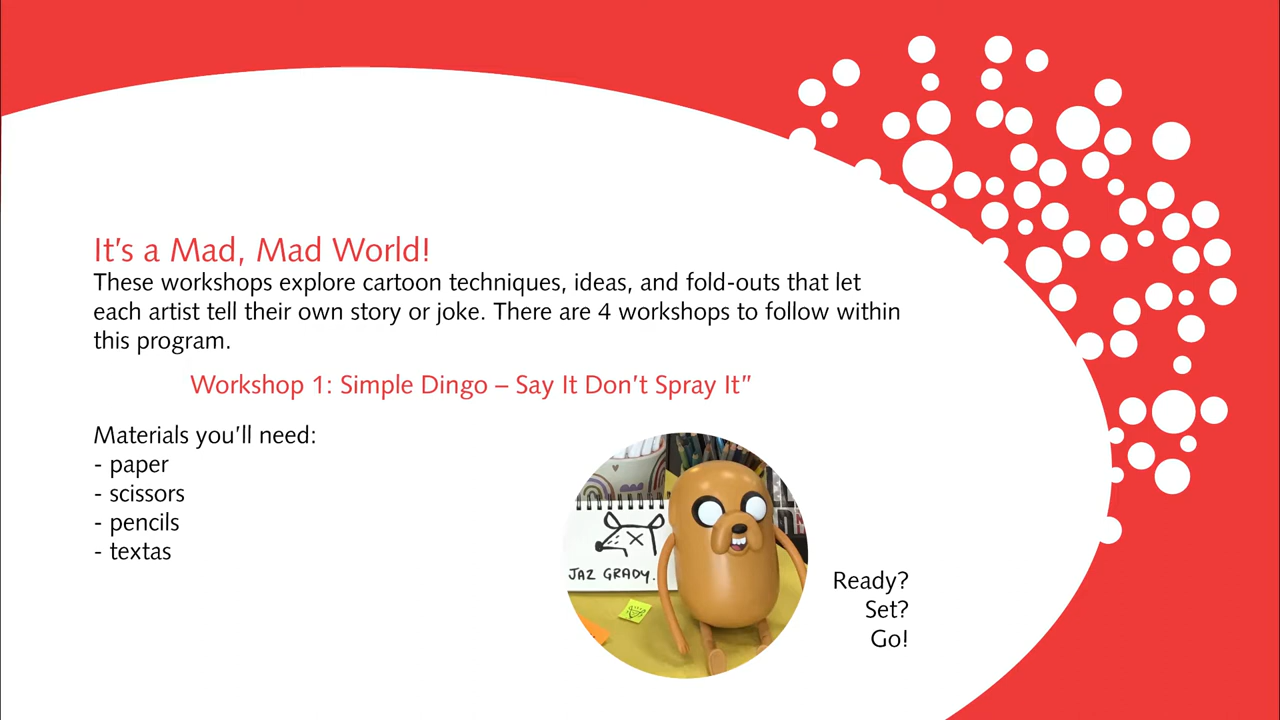 It's a Mad, Mad World!
These workshops explore cartoon techniques, ideas, and fold-outs that let
each artist tell their own story or joke. There are 4 workshops to follow within
this program.
Workshop 1: Simple Dingo – Say It Don't Spray It”
Materials you'll need:
- paper
- scissors
- pencils
- textas
JAZ GRADY.
Ready?
Set?
Go!